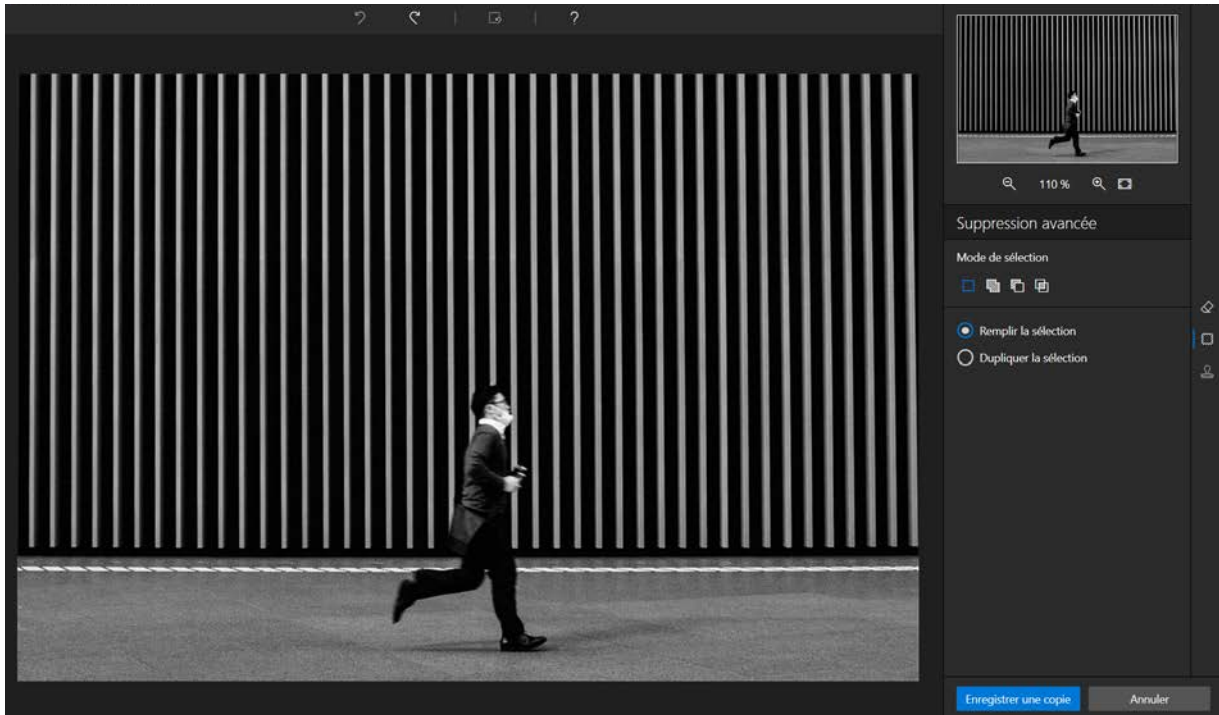 ?
110 %
Suppression avancée
Mode de sélection
Remplir la sélection
Dupliquer la sélection
Enregistrer une copie
Annuler